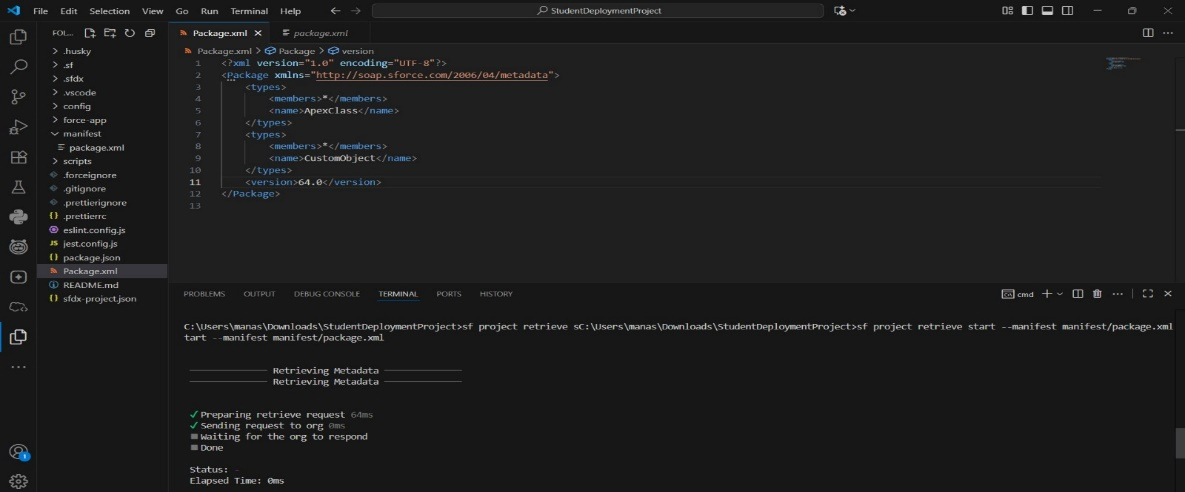 File Edit Selection View Go Run Terminal Help
StudentDeploymentProject
FOL...
> .husky
> .sf
> .sfdx
> .vscode
> config
> force-app
manifest
package.xml
> scripts
.forceignore
.gitignore
.prettierignore
{} .prettierrc
eslint.config.js
JS jest.config.js
{} package.json
Package.xml
README.md
{} sfdx-project.json
Package.xml
package.xml
Package.xml > Package > version
1 <?xml version="1.0" encoding="UTF-8"?>
2 <Package xmlns="http://soap.sforce.com/2006/04/metadata">
3 <types>
4 <members>*</members>
5 <name>ApexClass</name>
6 </types>
7 <types>
8 <members>*</members>
9 <name>CustomObject</name>
10 </types>
11 <version>64.0</version>
12 </Package>
13
PROBLEMS OUTPUT DEBUG CONSOLE TERMINAL PORTS HISTORY
cmd
C:\Users\manas\Downloads\StudentDeploymentProject>sf project retrieve sC:\Users\manas\Downloads\StudentDeploymentProject>sf project retrieve start --manifest manifest/package.xml
tart --manifest manifest/package.xml
Retrieving Metadata
Retrieving Metadata
✓ Preparing retrieve request 64ms
✓ Sending request to org 0ms
Waiting for the org to respond
Done
Status: -
Elapsed Time: 0ms